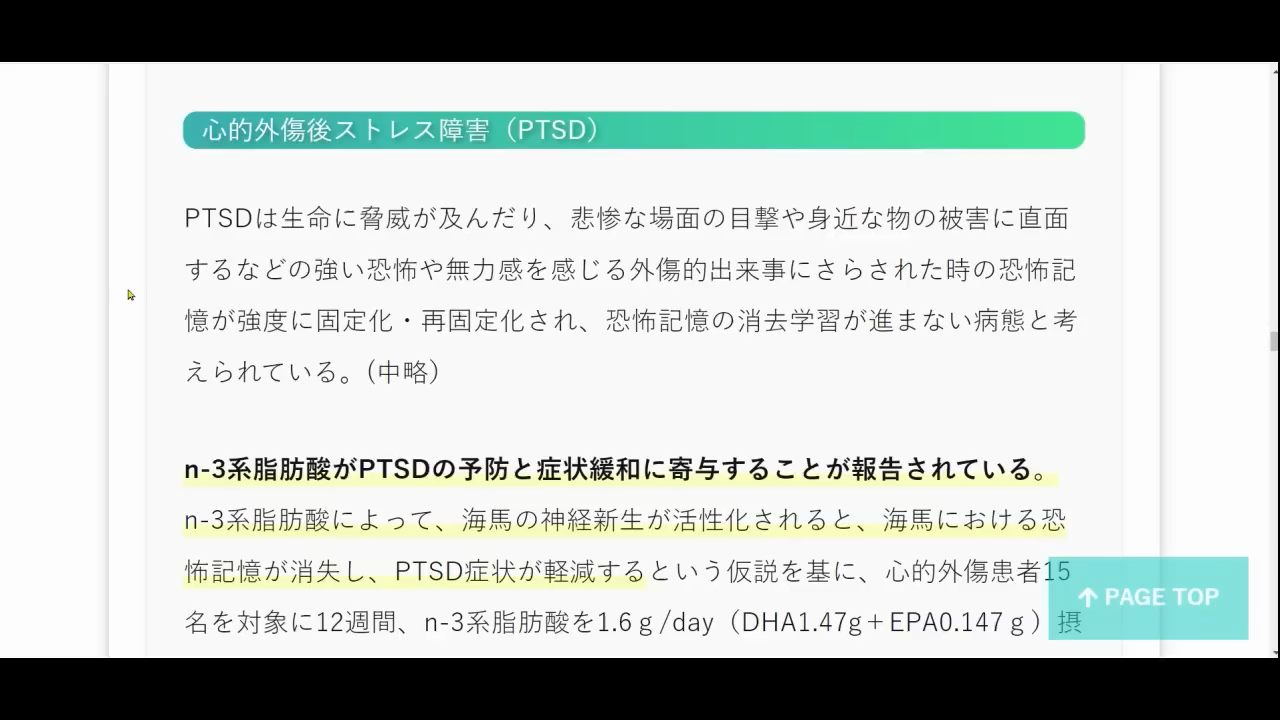 心的外傷後ストレス障害（PTSD）
PTSDは生命に脅威が及んだり、悲惨な場面の目撃や身近な物の被害に直面
するなどの強い恐怖や無力感を感じる外傷的出来事にさらされた時の恐怖記
憶が強度に固定化・再固定化され、恐怖記憶の消去学習が進まない病態と考
えられている。（中略）
n-3系脂肪酸がPTSDの予防と症状緩和に寄与することが報告されている。
n-3系脂肪酸によって、海馬の神経新生が活性化されると、海馬における恐
怖記憶が消失し、PTSD症状が軽減するという仮説を基に、心的外傷患者15
名を対象に12週間、n-3系脂肪酸を1.6ｇ/day（DHA1.47g＋EPA0.147ｇ）摂
↑ PAGE TOP